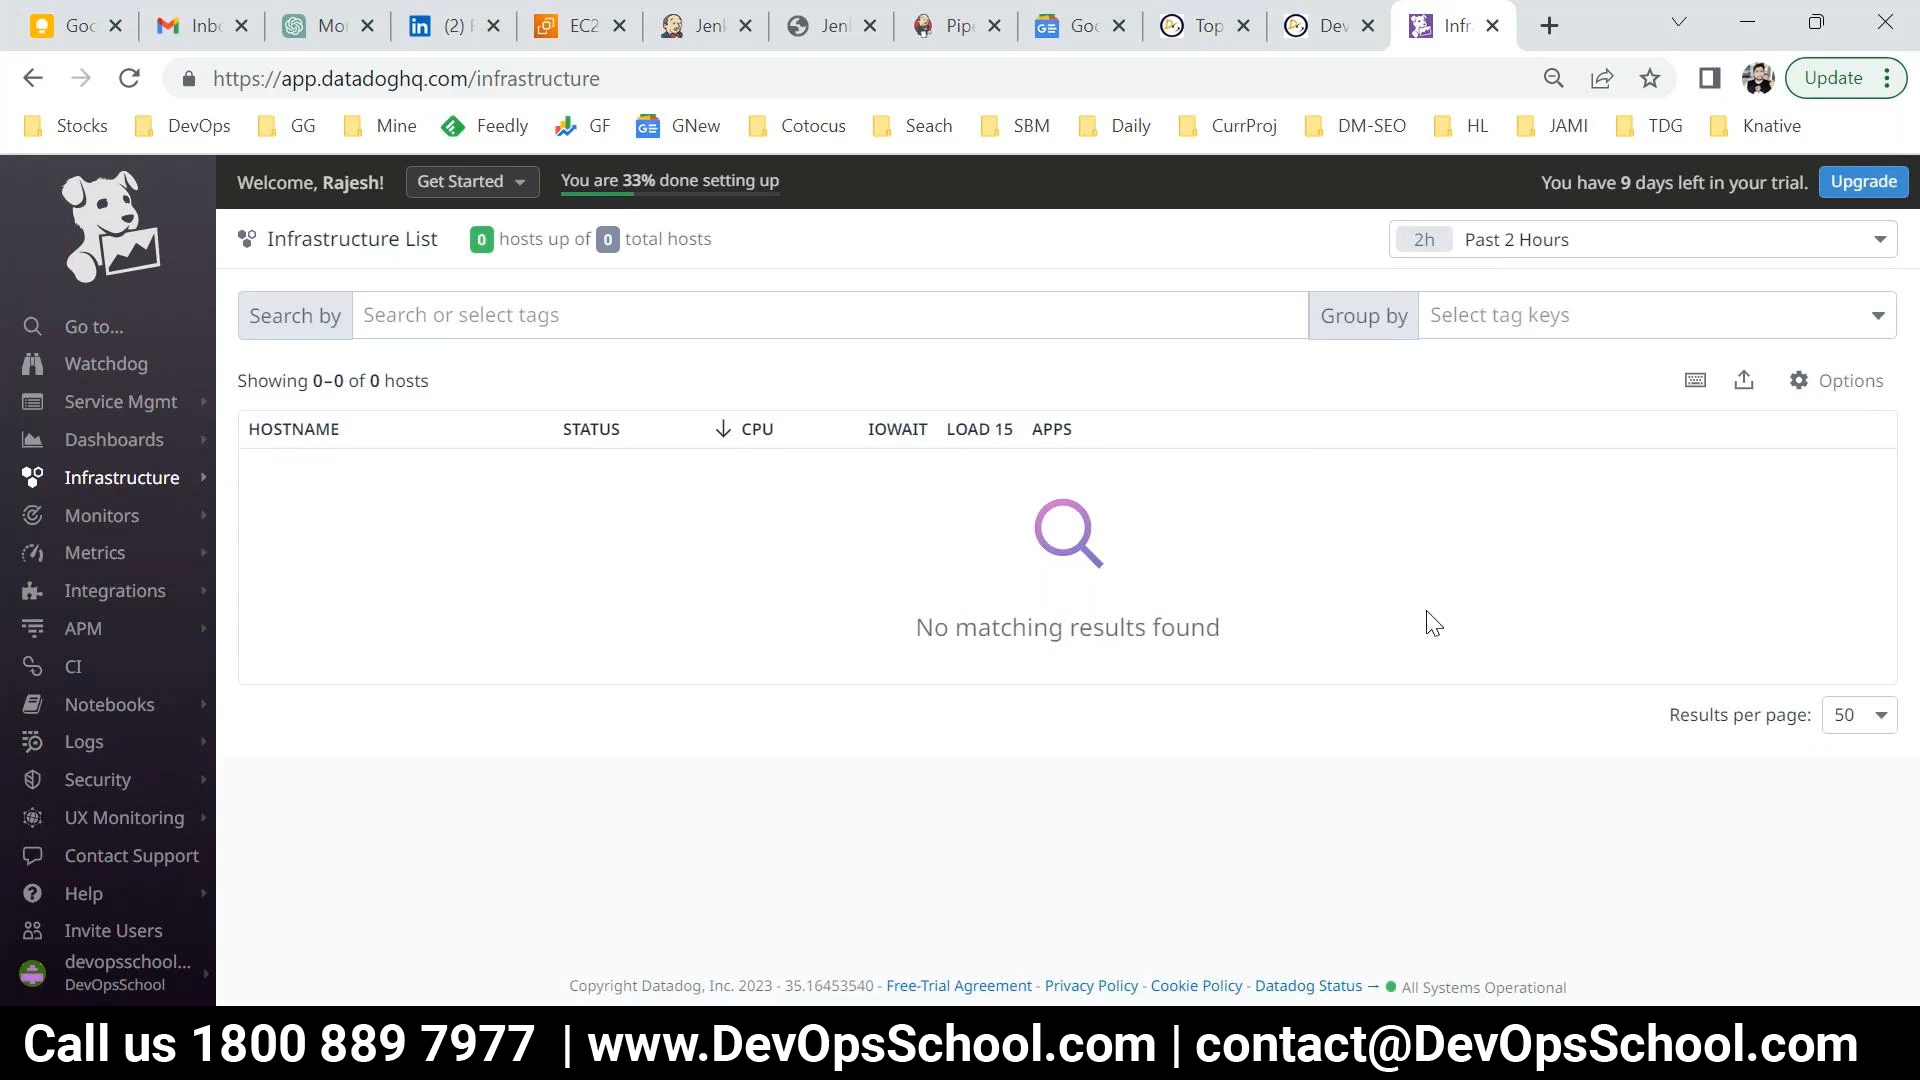 Goc
Inbo
Mor
(2) F
EC2
Jenk
Jenl
Pipe
Goc
Top
Dev
Infr
https://app.datadoghq.com/infrastructure
Update
Stocks
DevOps
GG
Mine
Feedly
GF
GNew
Cotocus
Seach
SBM
Daily
CurrProj
DM-SEO
HL
JAMI
TDG
Knative
Welcome, Rajesh!
Get Started
You are 33% done setting up
You have 9 days left in your trial.
Upgrade
Infrastructure List
0 hosts up of 0 total hosts
2h Past 2 Hours
Go to...
Watchdog
Service Mgmt
Dashboards
Infrastructure
Monitors
Metrics
Integrations
APM
CI
Notebooks
Logs
Security
UX Monitoring
Contact Support
Help
Invite Users
devopsschool...
DevOpsSchool
Search by
Search or select tags
Group by
Select tag keys
Showing 0–0 of 0 hosts
Options
HOSTNAME
STATUS
CPU
IOWAIT
LOAD 15
APPS
No matching results found
Results per page: 50
Copyright Datadog, Inc. 2023 - 35.16453540 - Free-Trial Agreement - Privacy Policy - Cookie Policy - Datadog Status → All Systems Operational
Call us 1800 889 7977 | www.DevOpsSchool.com | contact@DevOpsSchool.com